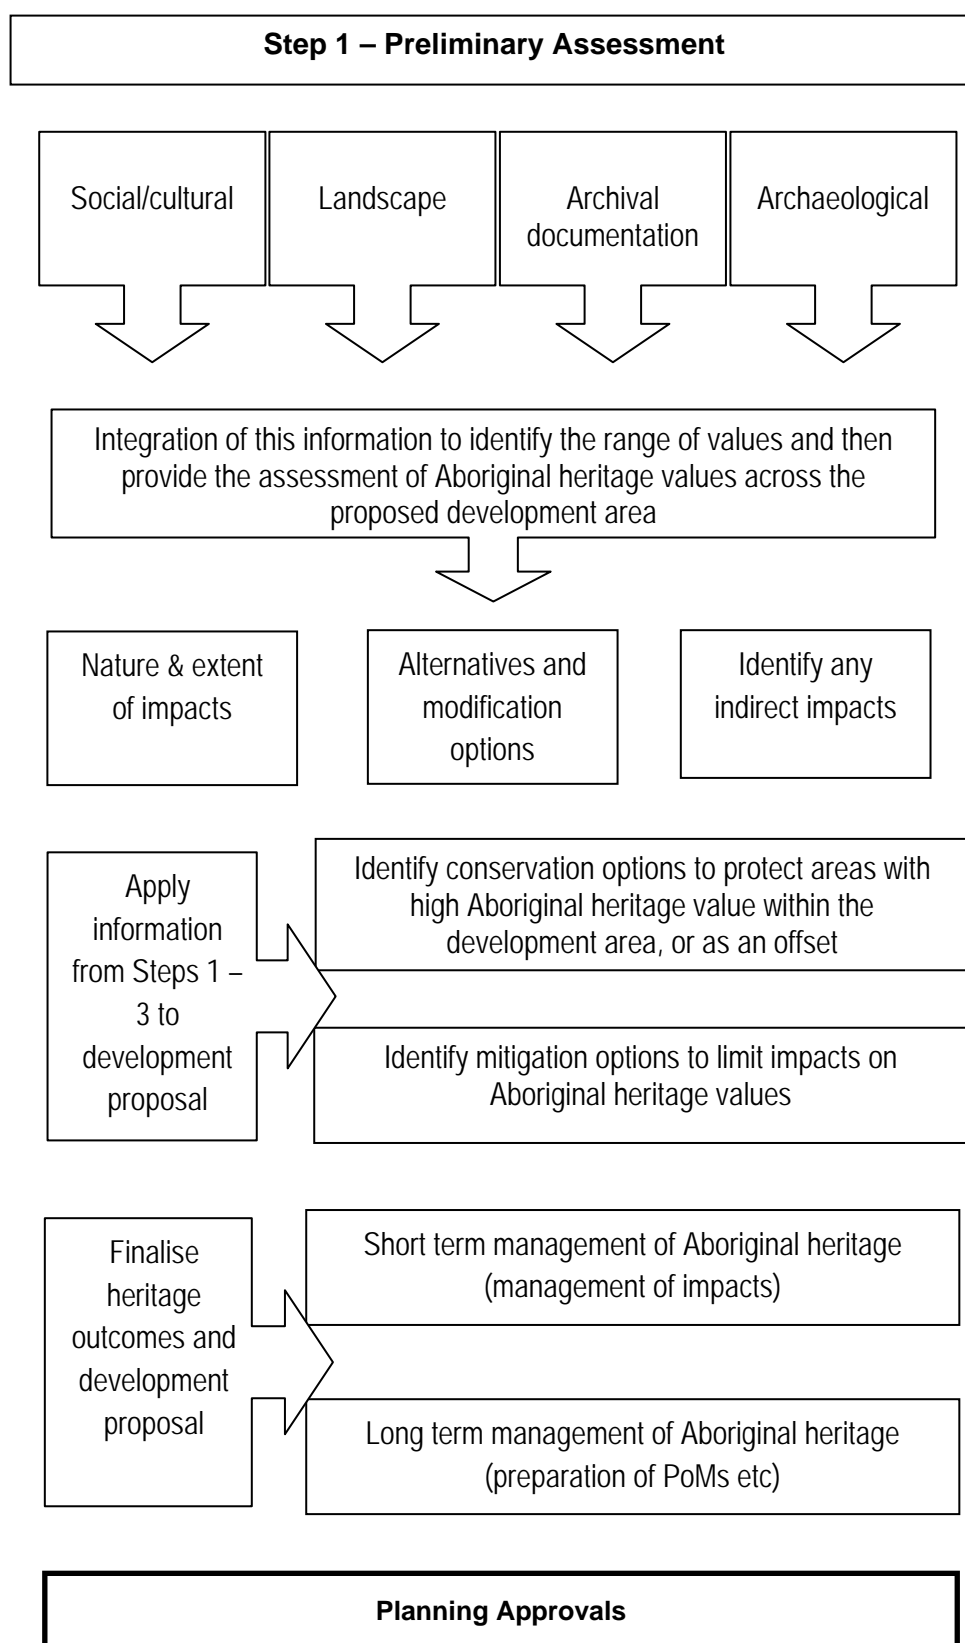 Step 1 – Preliminary Assessment
Social/cultural
Landscape
Archival
documentation
Archaeological
Integration of this information to identify the range of values and then
provide the assessment of Aboriginal heritage values across the
proposed development area
Nature & extent
of impacts
Alternatives and
modification
options
Identify any
indirect impacts
Apply
information
from Steps 1 –
3 to
development
proposal
Identify conservation options to protect areas with
high Aboriginal heritage value within the
development area, or as an offset
Identify mitigation options to limit impacts on
Aboriginal heritage values
Finalise
heritage
outcomes and
development
proposal
Short term management of Aboriginal heritage
(management of impacts)
Long term management of Aboriginal heritage
(preparation of PoMs etc)
Planning Approvals